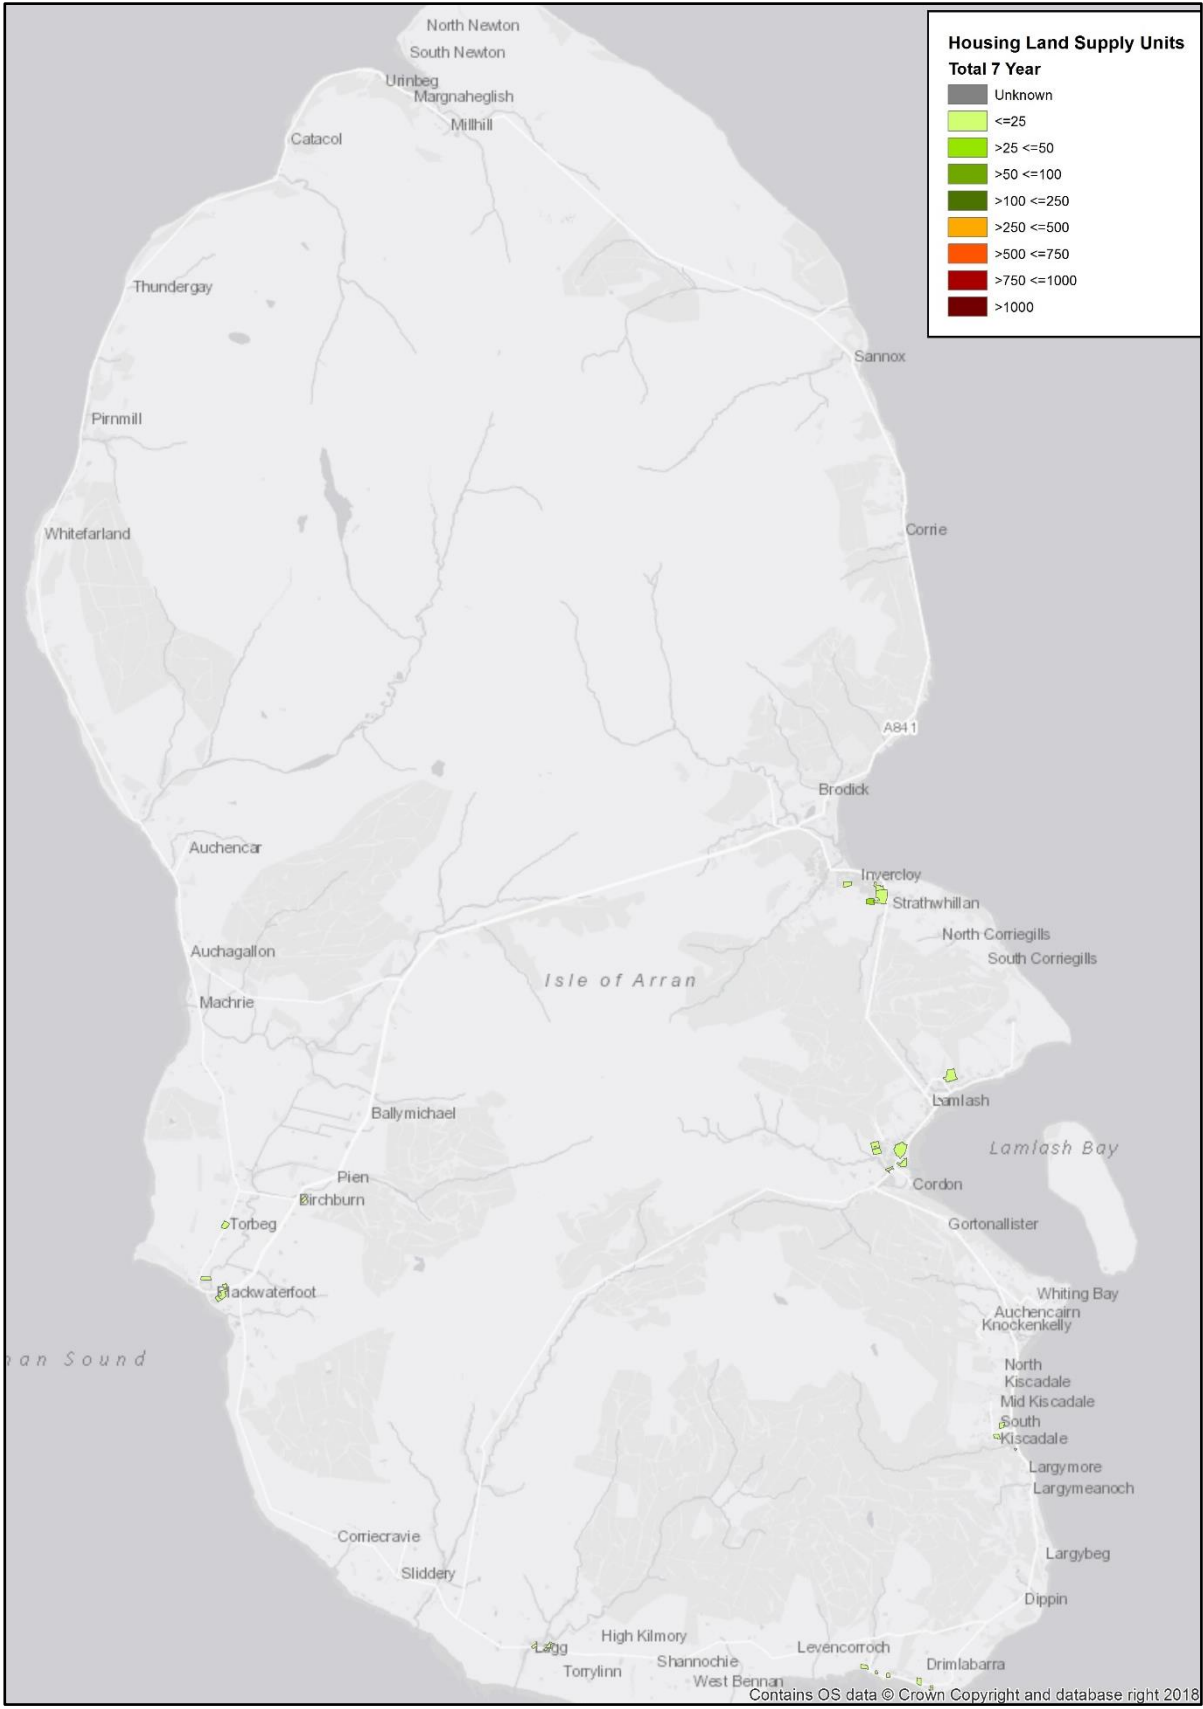 Housing Land Supply Units
Total 7 Year
Unknown
<=25
>25 <=50
>50 <=100
>100 <=250
>250 <=500
>500 <=750
>750 <=1000
>1000
North Newton
South Newton
Urinbeg
Margnaheglish
Millhill
Catacol
Thundergay
Sannox
Pirnmill
Corrie
Whitefarland
A841
Brodick
Auchencar
Invercloy
Strathwhillan
North Corriegills
Auchagallon
South Corriegills
Isle of Arran
Machrie
Lamlash
Ballymichael
Lamlash Bay
Pien
Cordon
Birchburn
Torbeg
Gortonallister
Blackwaterfoot
Whiting Bay
Auchencairn
Knockenkelly
nan Sound
North
Kiscadale
Mid Kiscadale
South
Kiscadale
Largymore
Largymeanoch
Corriecravie
Largybeg
Sliddery
Dippin
High Kilmory
Lagg
Levencorroch
Shannochie
Drimlabarra
Torrylinn
West Bennan
Contains OS data © Crown Copyright and database right 2018